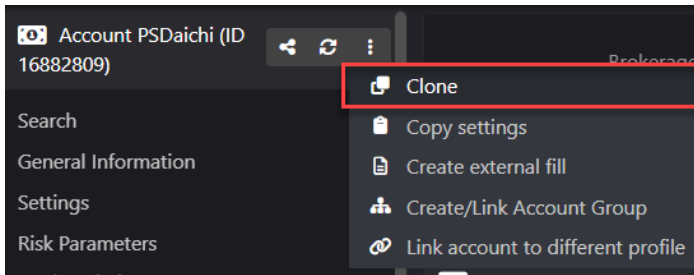 Account PSDaichi (ID
16882809)
Brokerage
Clone
Search
Copy settings
General Information
Create external fill
Settings
Create/Link Account Group
Risk Parameters
Link account to different profile